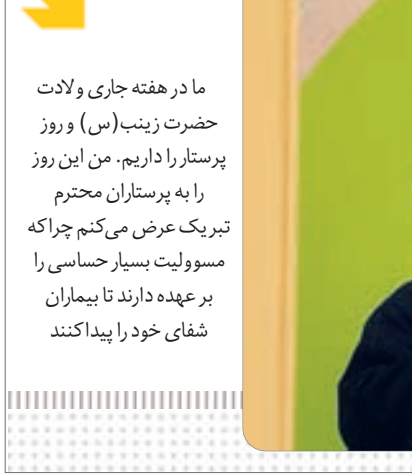 ما در هفته جاری ولادت
حضرت زینب(س) و روز
پرستار را داریم. من این روز
را به پرستاران محترم
تبریک عرض می‌کنم چراکه
مسوولیت بسیار حساسی را
بر عهده دارند تا بیماران
شفای خود را پیدا کنند